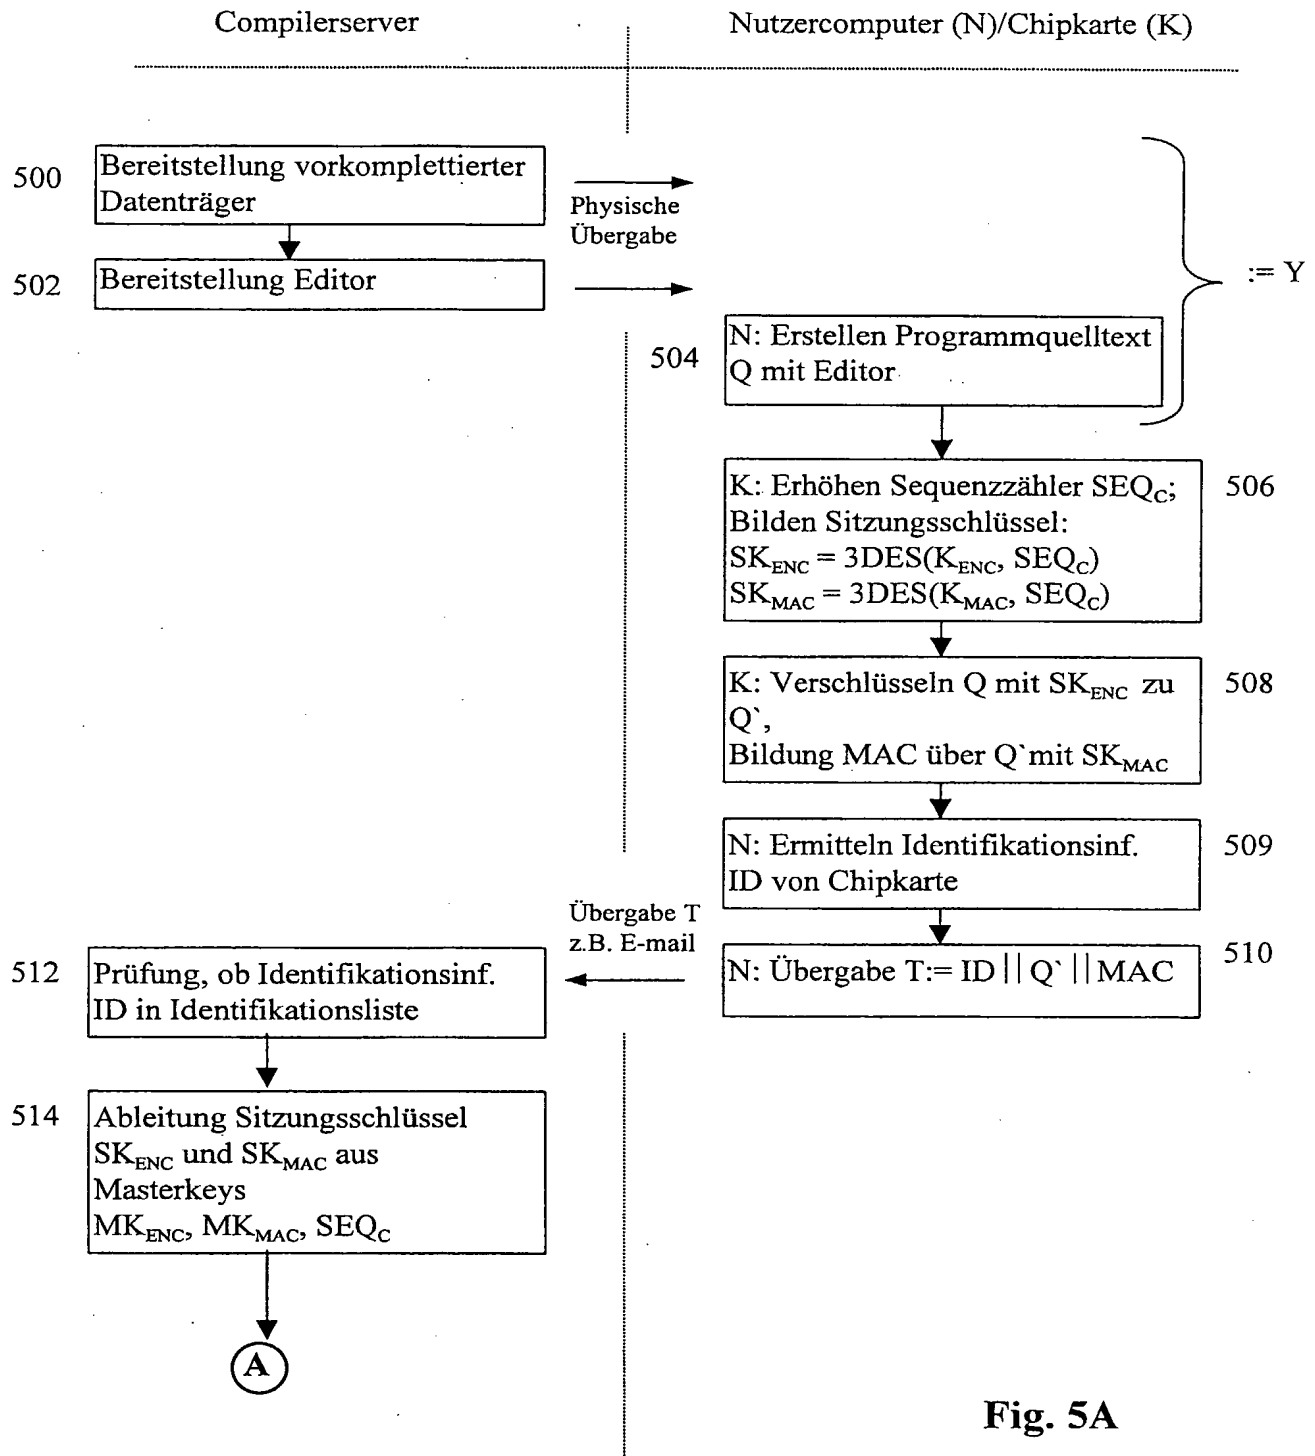 Compilerserver
Nutzercomputer (N)/Chipkarte (K)
500
Bereitstellung vorkomplettierter
Datenträger
Physische
Übergabe
502
Bereitstellung Editor
:= Y
504
N: Erstellen Programmquelltext
Q mit Editor
K: Erhöhen Sequenzzähler SEQC;
Bilden Sitzungsschlüssel:
SKENC = 3DES(KENC, SEQC)
SKMAC = 3DES(KMAC, SEQC)
506
K: Verschlüsseln Q mit SKENC zu
Q`,
Bildung MAC über Q`mit SKMAC
508
N: Ermitteln Identifikationsinf.
ID von Chipkarte
509
Übergabe T
z.B. E-mail
N: Übergabe T:= ID || Q` || MAC
510
512
Prüfung, ob Identifikationsinf.
ID in Identifikationsliste
514
Ableitung Sitzungsschlüssel
SKENC und SKMAC aus
Masterkeys
MKENC, MKMAC, SEQC
A
Fig. 5A